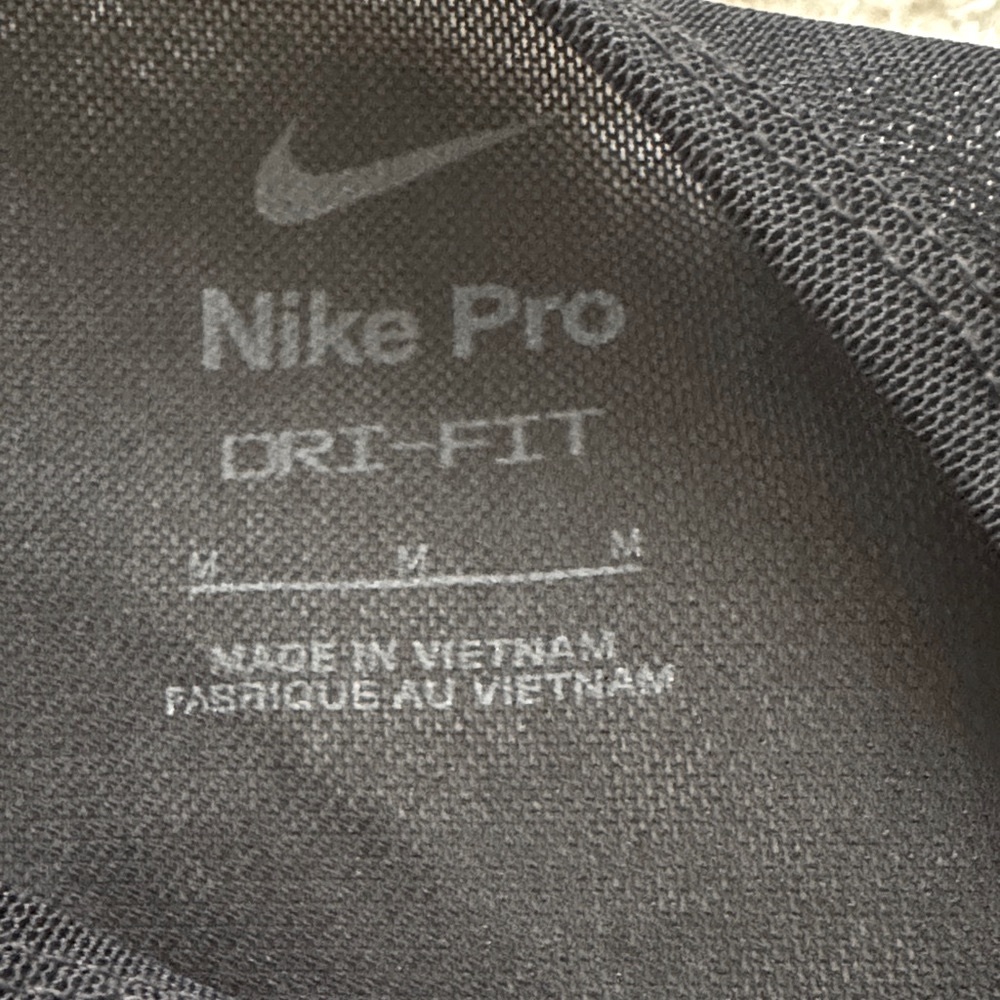 Nike Pro
DRI-FIT
M M M
MADE IN VIETNAM
FABRIQUE AU VIETNAM